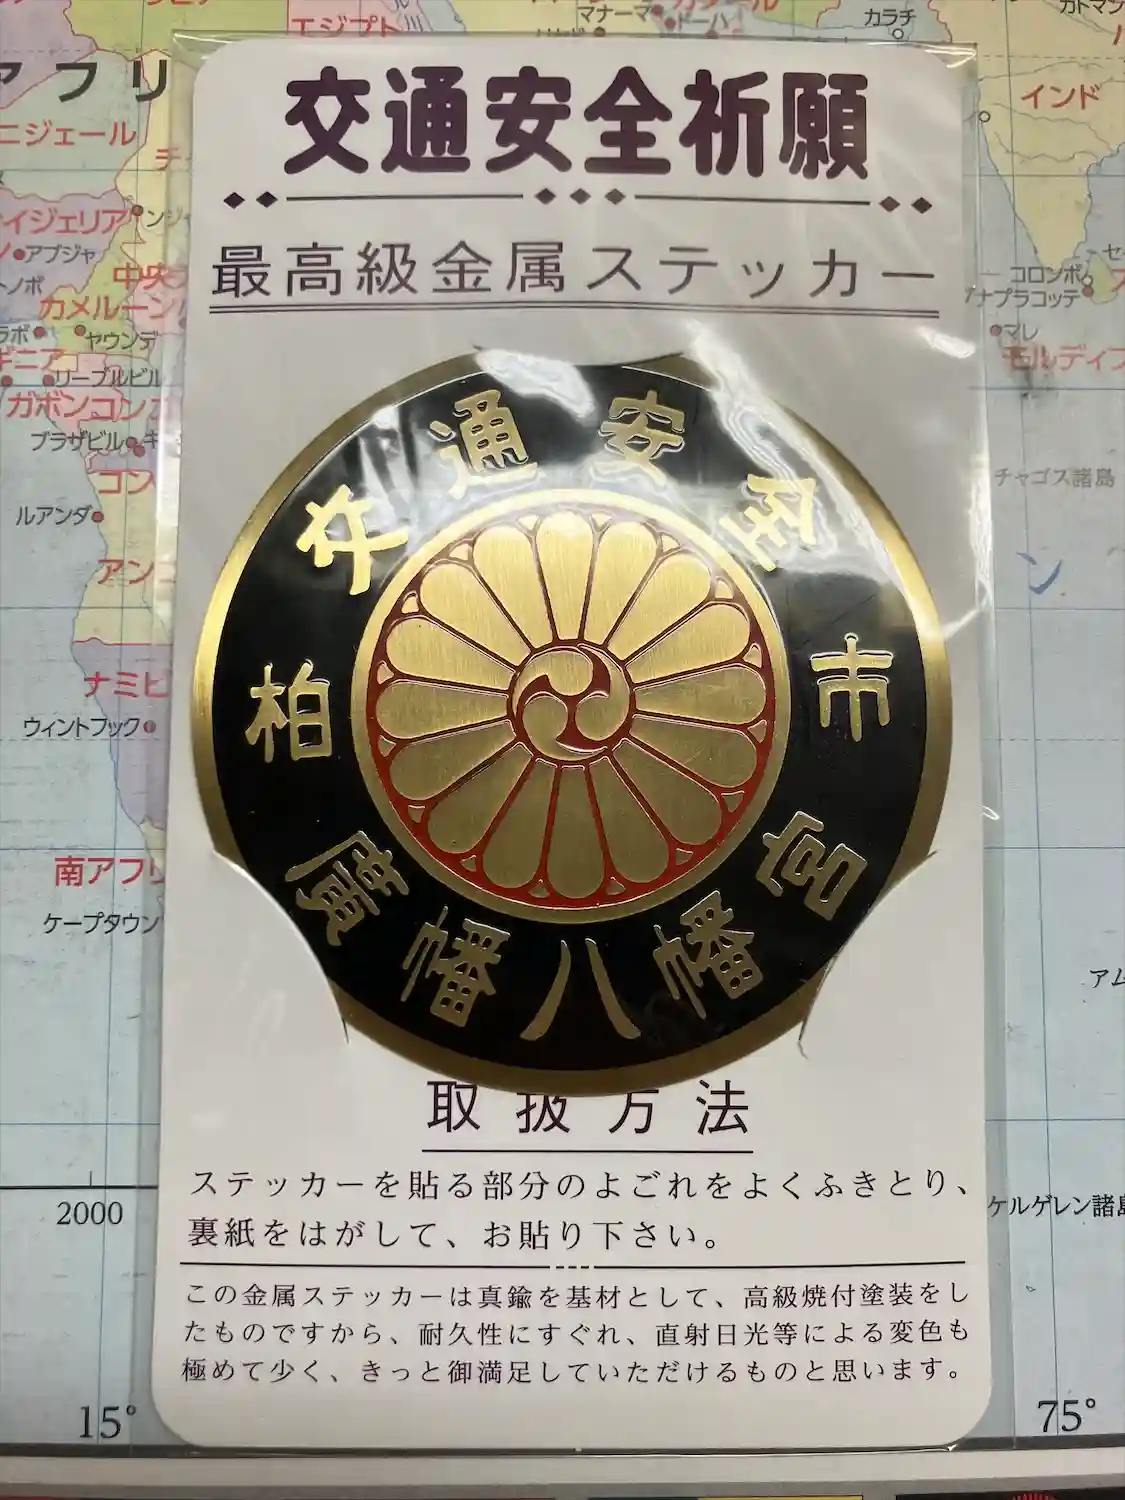 交通安全祈願
最高級金属ステッカー
交通安全
柏市
廣幡八幡宮
取扱方法
ステッカーを貼る部分のよごれをよくふきとり、
裏紙をはがして、お貼り下さい。
この金属ステッカーは真鍮を基材として、高級焼付塗装をし
たものですから、耐久性にすぐれ、直射日光等による変色も
極めて少く、きっと御満足していただけるものと思います。
エジプト
マナーマ
ドーハ
カラチ
アフリ
ニジェール
インド
アブジャ
カメルーン
ヤウンデ
リーブルビル
ガボン
ブラザビル
ルアンダ
ウィントフック
南アフリ
ケープタウン
コロンボ
マレ
モルディブ
チャゴス諸島
ン
ケルゲレン諸島
2000
15°
75°